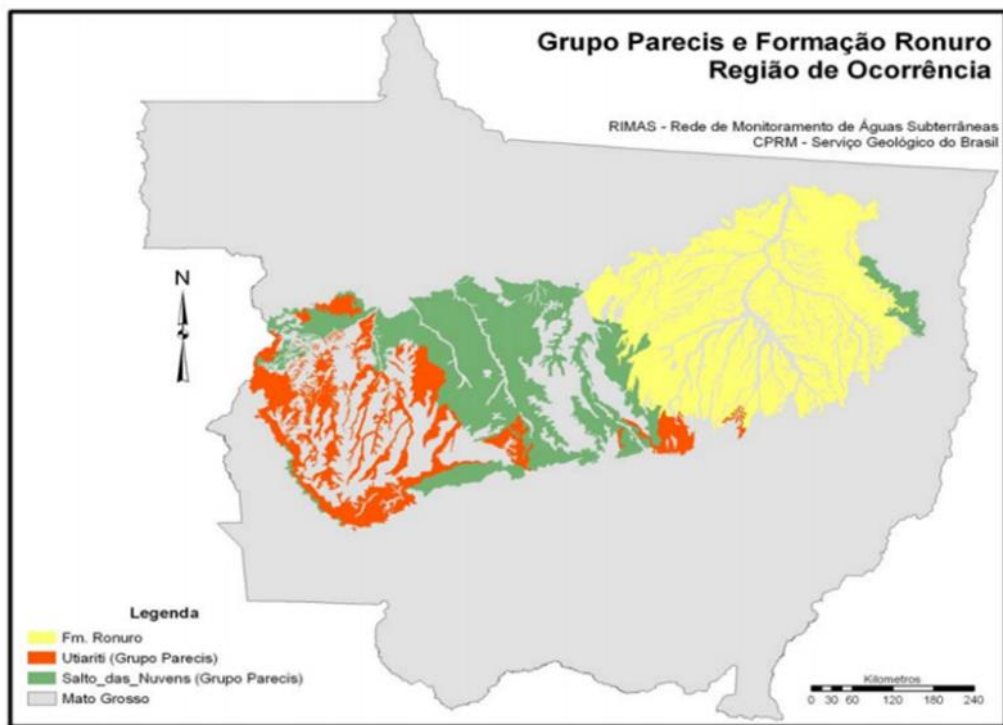 Grupo Parecis e Formação Ronuro
Região de Ocorrência
RIMAS - Rede de Monitoramento de Águas Subterrâneas
CPRM - Serviço Geológico do Brasil
N
Legenda
Fm. Ronuro
Utiariti (Grupo Parecis)
Salto_das_Nuvens (Grupo Parecis)
Mato Grosso
Kilometros
0 30 60 120 180 240